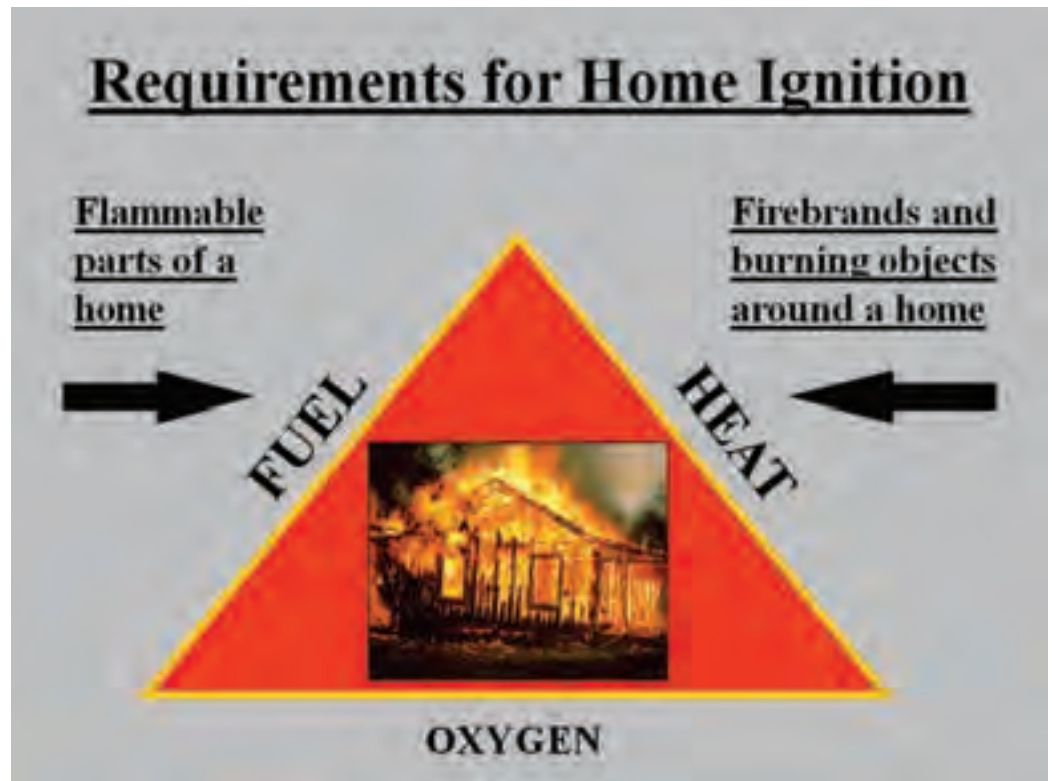 Requirements for Home Ignition
Flammable
parts of a
home
Firebrands and
burning objects
around a home
FUEL
HEAT
OXYGEN